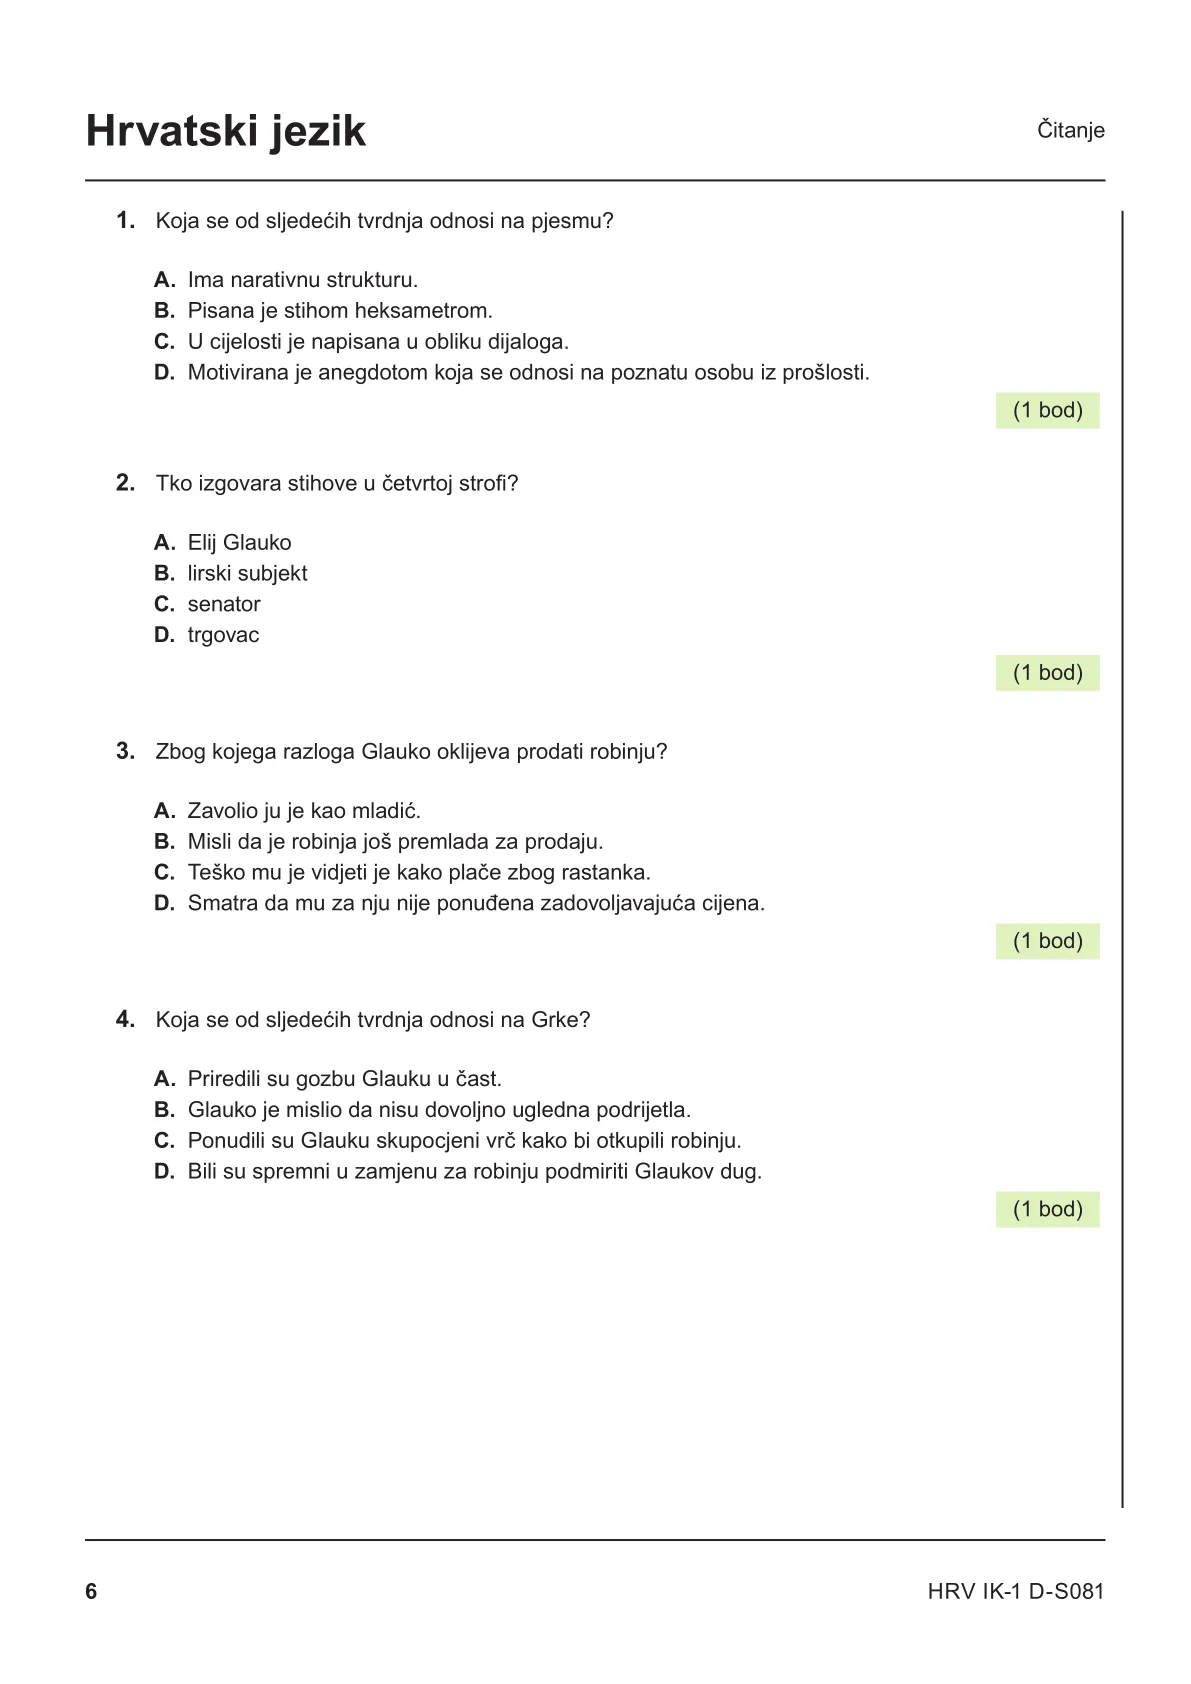 Hrvatski jezik
Čitanje
1. Koja se od sljedećih tvrdnja odnosi na pjesmu?
A. Ima narativnu strukturu.
B. Pisana je stihom heksametrom.
C. U cijelosti je napisana u obliku dijaloga.
D. Motivirana je anegdotom koja se odnosi na poznatu osobu iz prošlosti.
(1 bod)
2. Tko izgovara stihove u četvrtoj strofi?
A. Elij Glauko
B. lirski subjekt
C. senator
D. trgovac
(1 bod)
3. Zbog kojega razloga Glauko oklijeva prodati robinju?
A. Zavolio ju je kao mladić.
B. Misli da je robinja još premlada za prodaju.
C. Teško mu je vidjeti je kako plače zbog rastanka.
D. Smatra da mu za nju nije ponuđena zadovoljavajuća cijena.
(1 bod)
4. Koja se od sljedećih tvrdnja odnosi na Grke?
A. Priredili su gozbu Glauku u čast.
B. Glauko je mislio da nisu dovoljno ugledna podrijetla.
C. Ponudili su Glauku skupocjeni vrč kako bi otkupili robinju.
D. Bili su spremni u zamjenu za robinju podmiriti Glaukov dug.
(1 bod)
6
HRV IK-1 D-S081